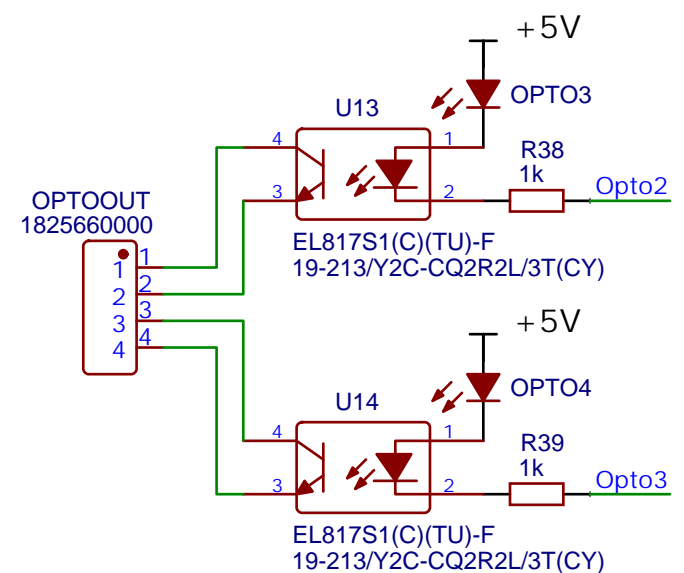 +5V
OPTO3
U13
4
1
R38
1k
3
2
Opto2
OPTOOUT
1825660000
EL817S1(C)(TU)-F
19-213/Y2C-CQ2R2L/3T(CY)
1 1
2 2
3 3
4 4
+5V
OPTO4
U14
4
1
R39
1k
3
2
Opto3
EL817S1(C)(TU)-F
19-213/Y2C-CQ2R2L/3T(CY)